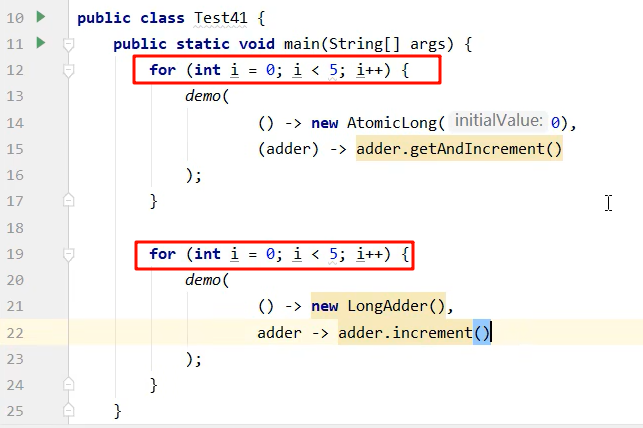 10 public class Test41 {
11 public static void main(String[] args) {
12 for (int i = 0; i < 5; i++) {
13 demo(
14 () -> new AtomicLong( initialValue: 0),
15 (adder) -> adder.getAndIncrement()
16 );
17 }
18
19 for (int i = 0; i < 5; i++) {
20 demo(
21 () -> new LongAdder(),
22 adder -> adder.increment()
23 );
24 }
25 }